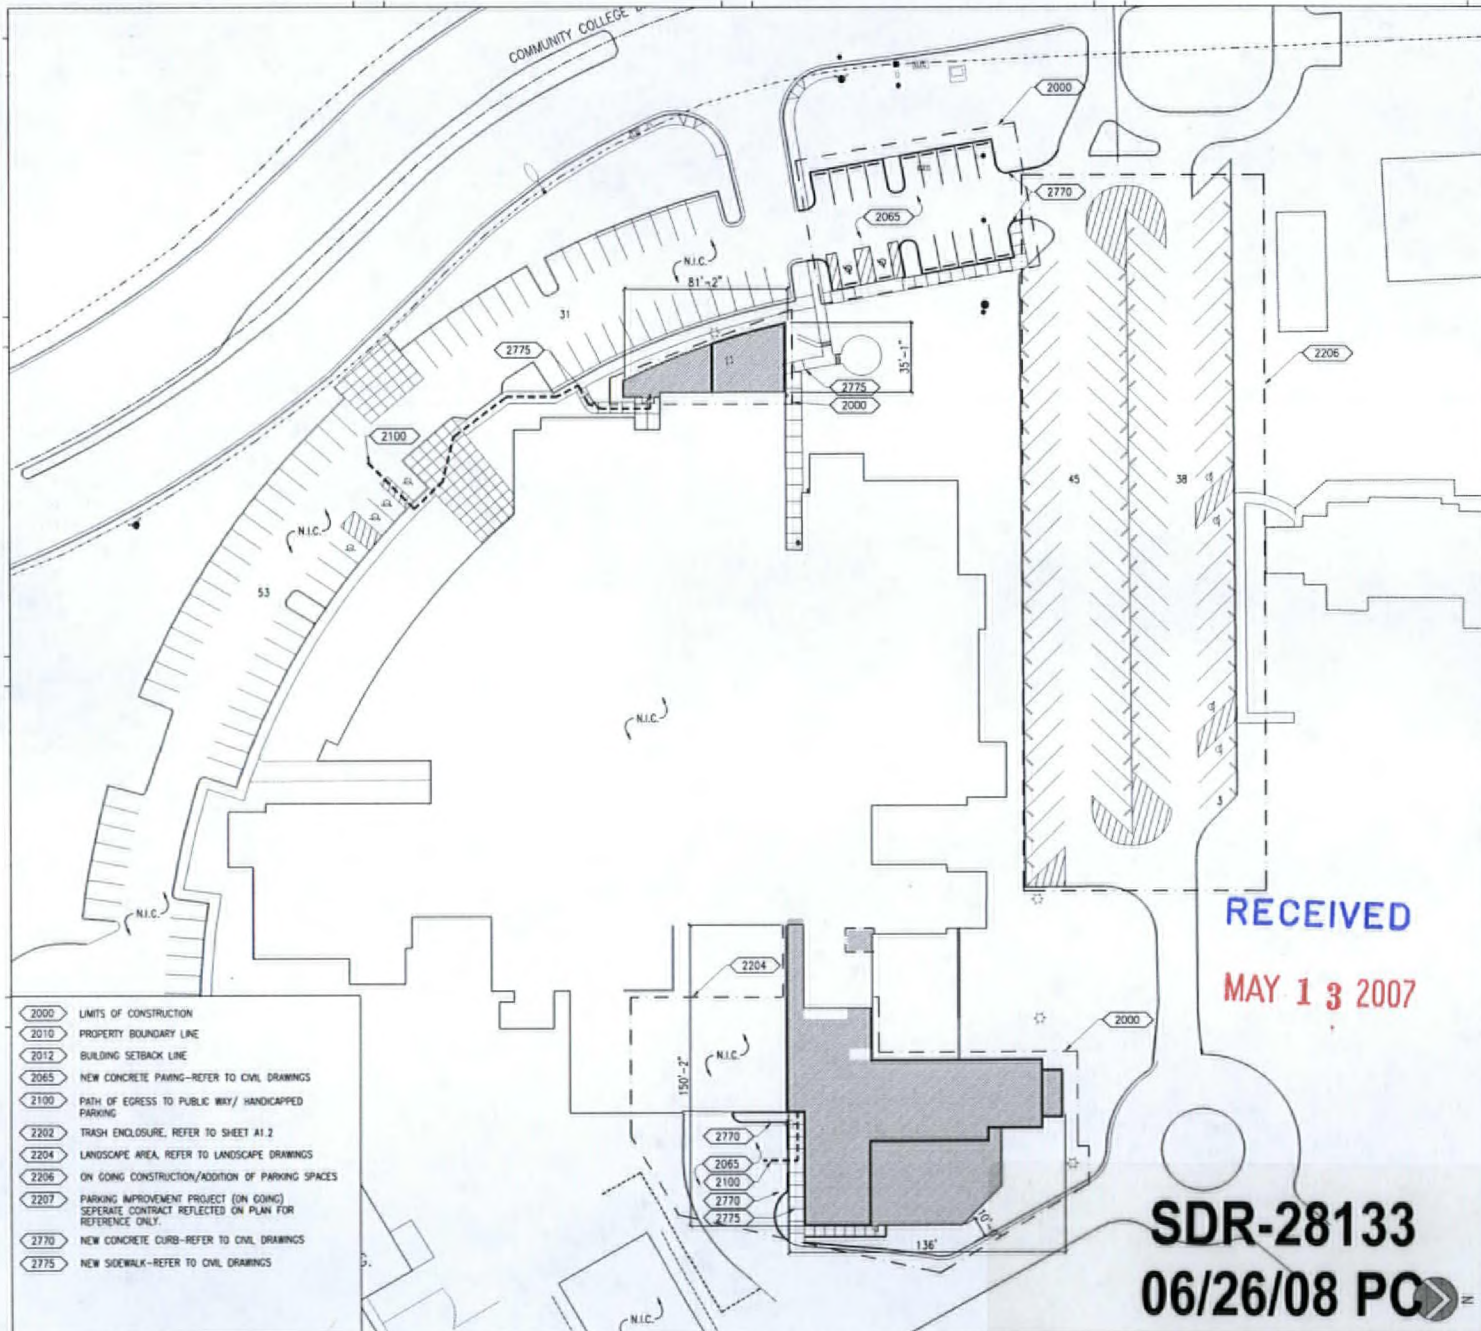 COMMUNITY COLLEGE
2000
2770
2065
N.I.C.
81'-2"
31
2775
35'-1"
2206
2775
2000
2100
45
38
N.I.C.
53
N.I.C.
3
N.I.C.
RECEIVED
MAY 13 2007
2204
2000
N.I.C.
150'-2"
2770
2065
2100
2770
2775
136'
N.I.C.
2000 LIMITS OF CONSTRUCTION
2010 PROPERTY BOUNDARY LINE
2012 BUILDING SETBACK LINE
2065 NEW CONCRETE PAVING-REFER TO CIVIL DRAWINGS
2100 PATH OF EGRESS TO PUBLIC WAY/ HANDICAPPED
PARKING
2202 TRASH ENCLOSURE, REFER TO SHEET A1.2
2204 LANDSCAPE AREA, REFER TO LANDSCAPE DRAWINGS
2206 ON GOING CONSTRUCTION/ADDITION OF PARKING SPACES
2207 PARKING IMPROVEMENT PROJECT (ON GOING)
SEPERATE CONTRACT REFLECTED ON PLAN FOR
REFERENCE ONLY.
2770 NEW CONCRETE CURB-REFER TO CIVIL DRAWINGS
2775 NEW SIDEWALK-REFER TO CIVIL DRAWINGS
G.
SDR-28133
06/26/08 PC
N